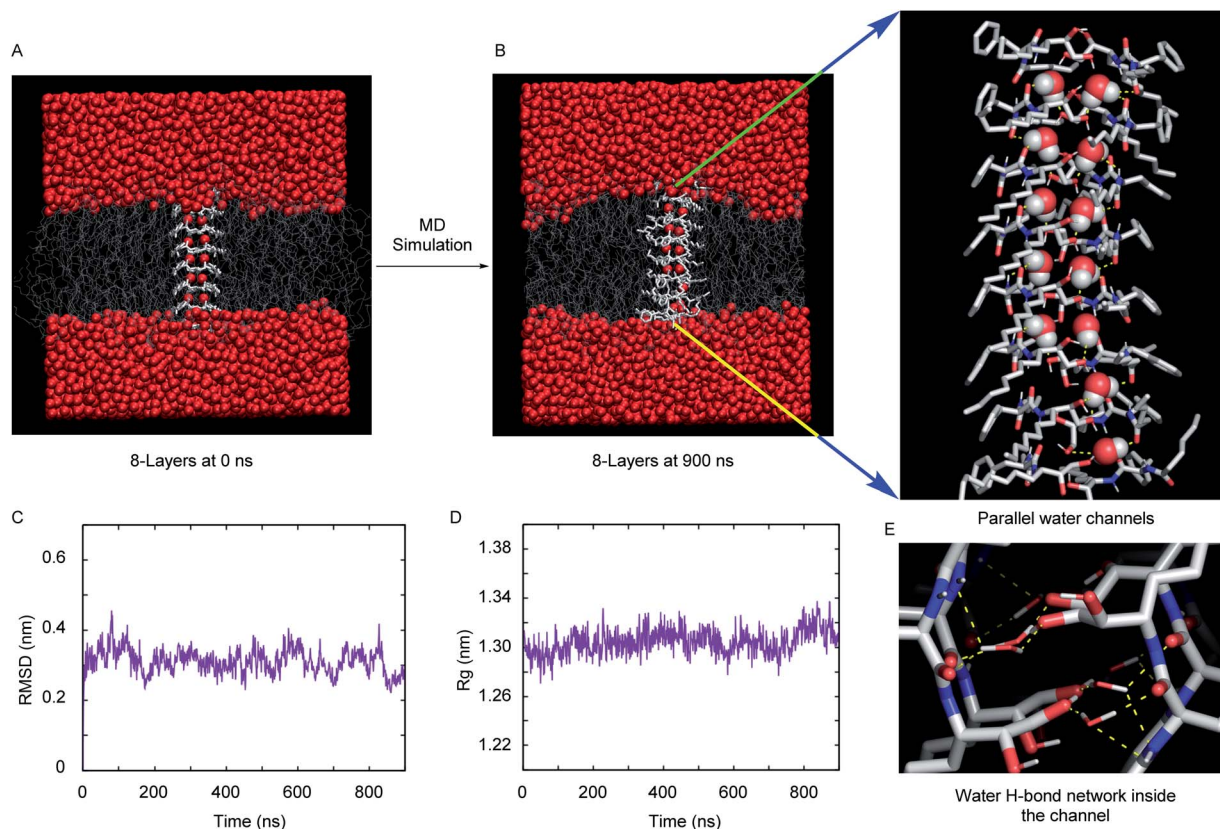 A
B
MD
Simulation
8-Layers at 0 ns
8-Layers at 900 ns
Parallel water channels
C
0.6
0.4
0.2
0
RMSD (nm)
0
200
400
600
800
Time (ns)
D
1.38
1.34
1.30
1.26
1.22
Rg (nm)
0
200
400
600
800
Time (ns)
E
Water H-bond network inside
the channel